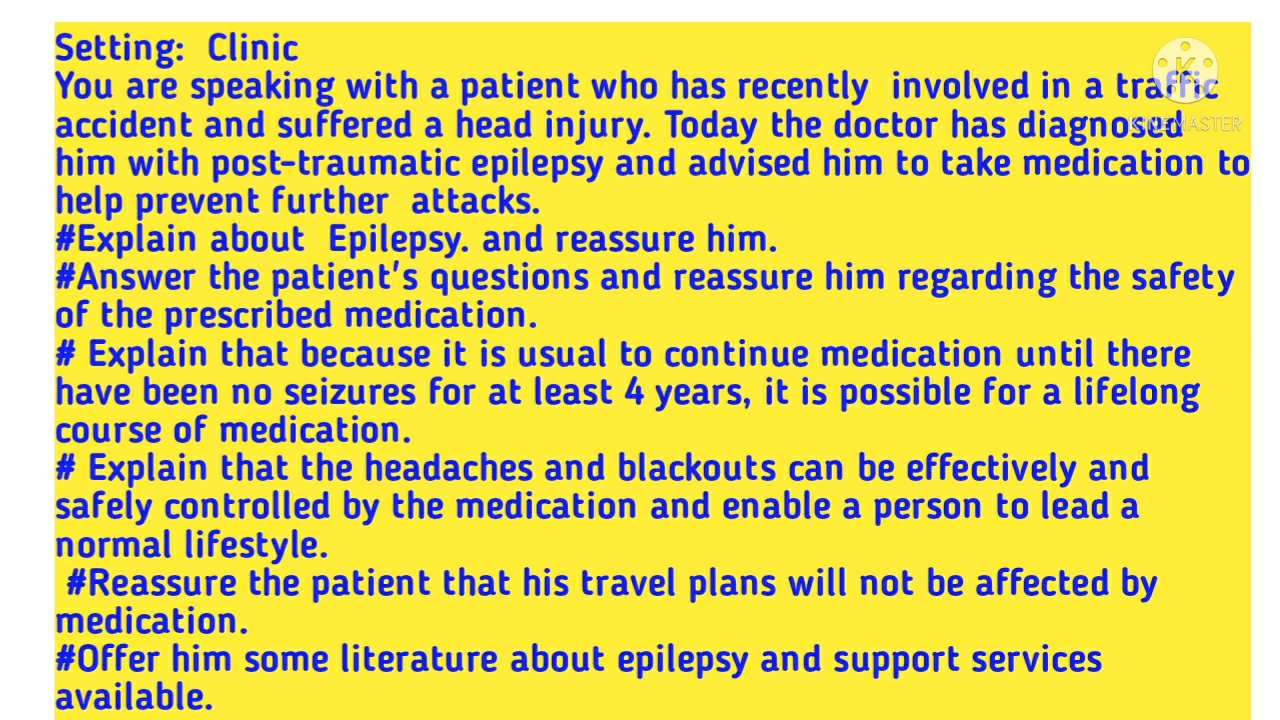 Setting: Clinic
You are speaking with a patient who has recently involved in a traffic
accident and suffered a head injury. Today the doctor has diagnosed
him with post-traumatic epilepsy and advised him to take medication to
help prevent further attacks.
#Explain about Epilepsy. and reassure him.
#Answer the patient's questions and reassure him regarding the safety
of the prescribed medication.
# Explain that because it is usual to continue medication until there
have been no seizures for at least 4 years, it is possible for a lifelong
course of medication.
# Explain that the headaches and blackouts can be effectively and
safely controlled by the medication and enable a person to lead a
normal lifestyle.
#Reassure the patient that his travel plans will not be affected by
medication.
#Offer him some literature about epilepsy and support services
available.
K
KINEMASTER